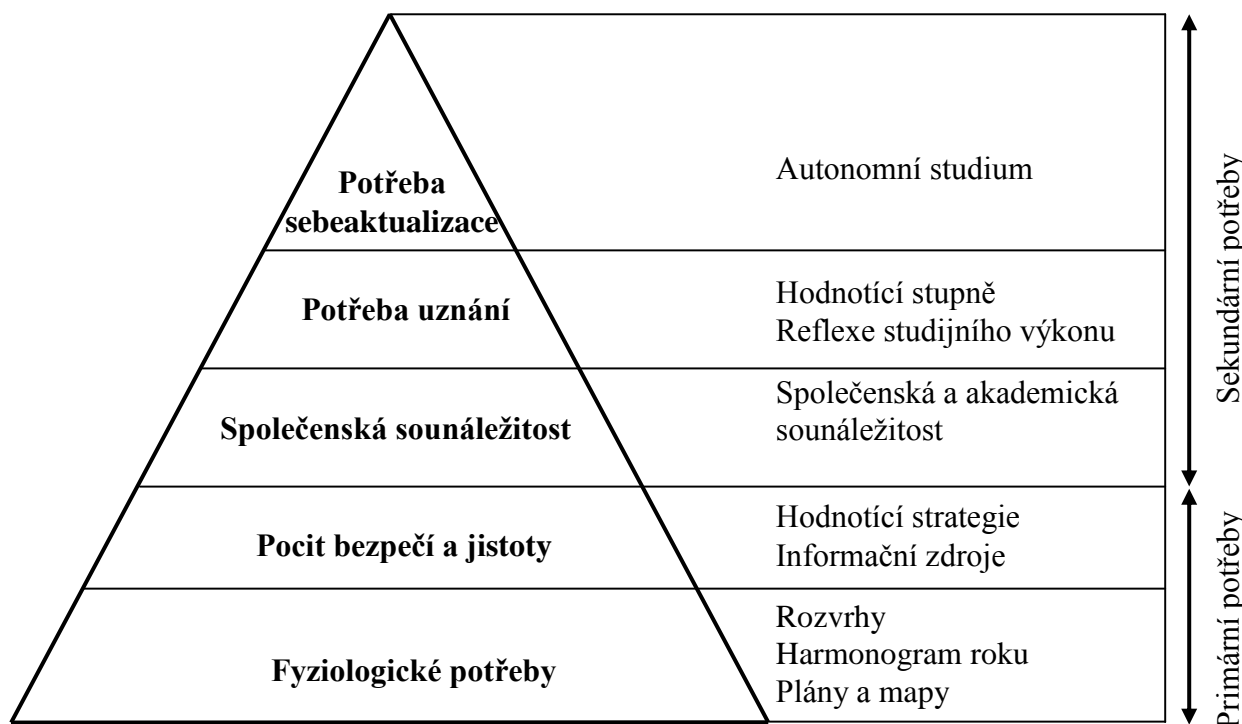 Potřeba
sebeaktualizace
Autonomní studium
Potřeba uznání
Hodnotící stupně
Reflexe studijního výkonu
Společenská sounáležitost
Společenská a akademická
sounáležitost
Pocit bezpečí a jistoty
Hodnotící strategie
Informační zdroje
Fyziologické potřeby
Rozvrhy
Harmonogram roku
Plány a mapy
Sekundární potřeby
Primární potřeby